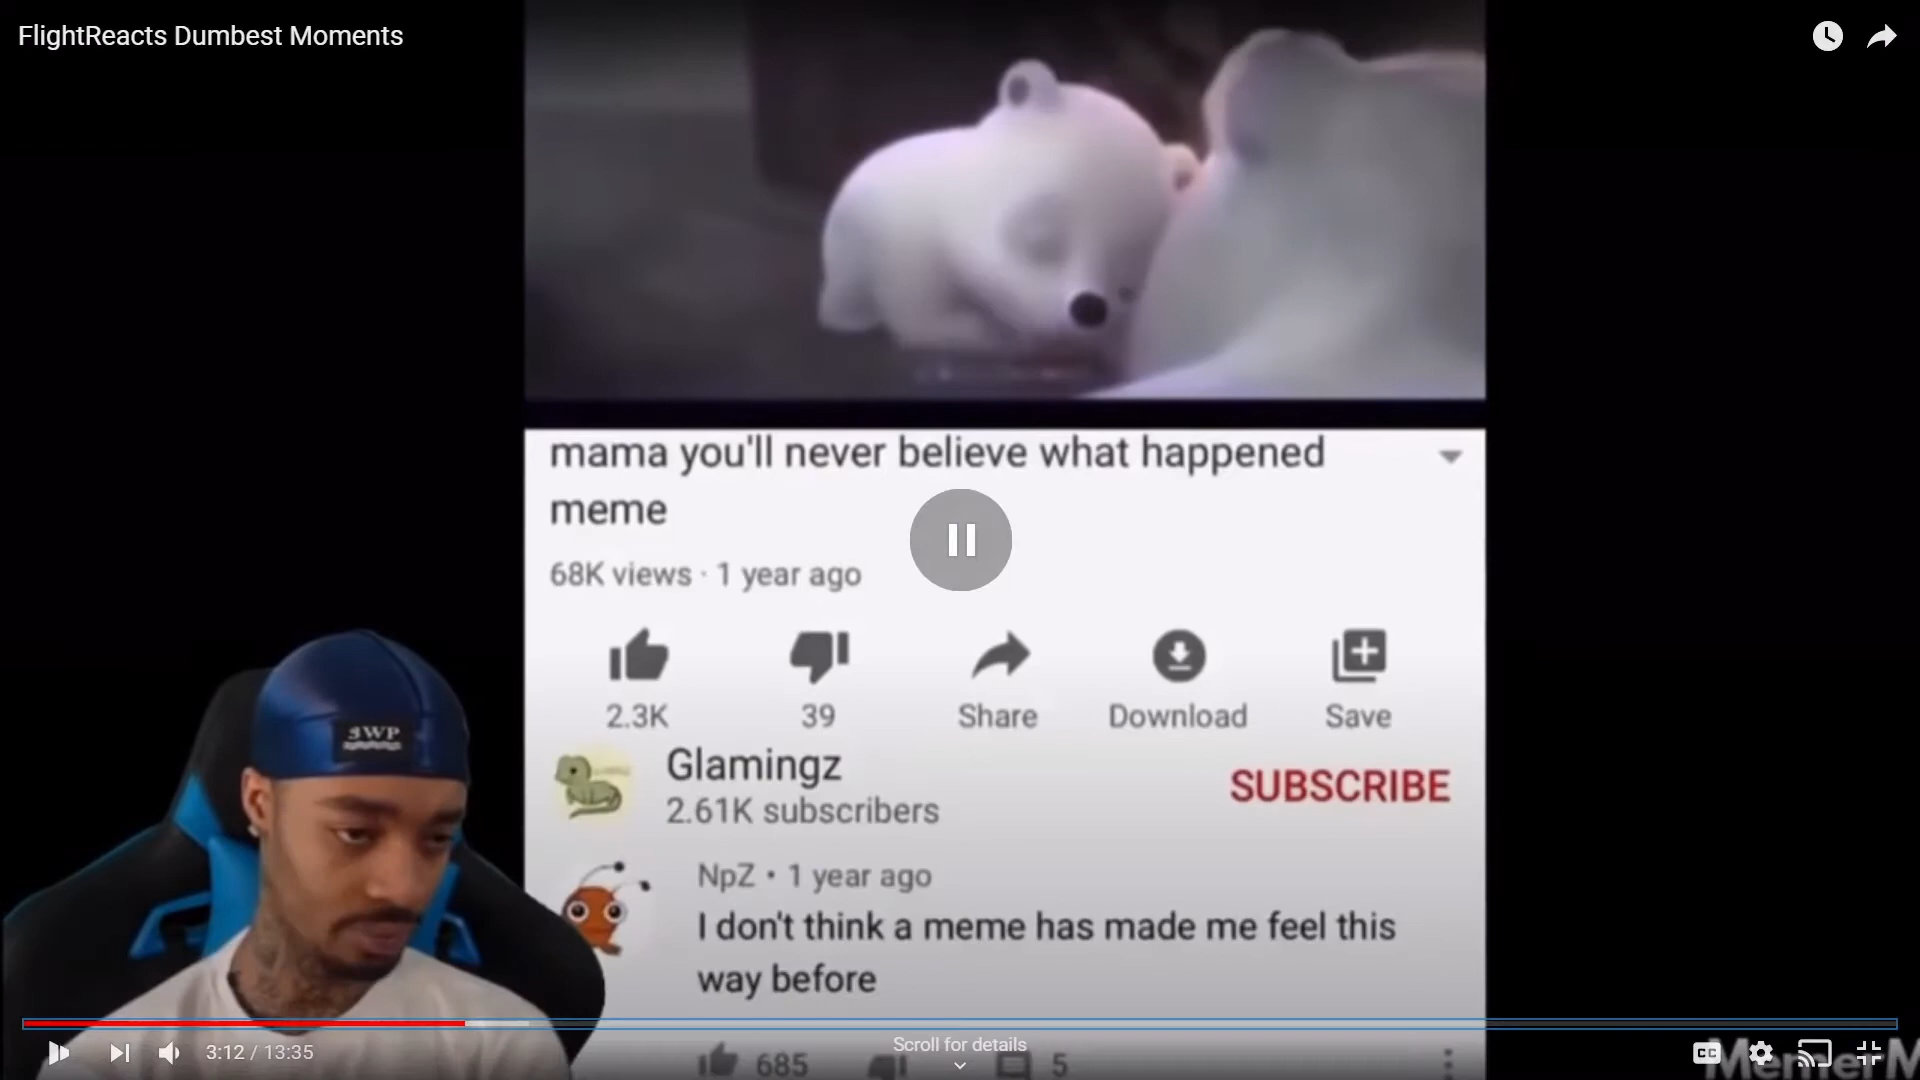 FlightReacts Dumbest Moments
mama you'll never believe what happened
meme
68K views · 1 year ago
2.3K
39
Share
Download
Save
Glamingz
2.61K subscribers
SUBSCRIBE
3WP
NpZ • 1 year ago
I don't think a meme has made me feel this
way before
3:12 / 13:35
Scroll for details
685
5
CC